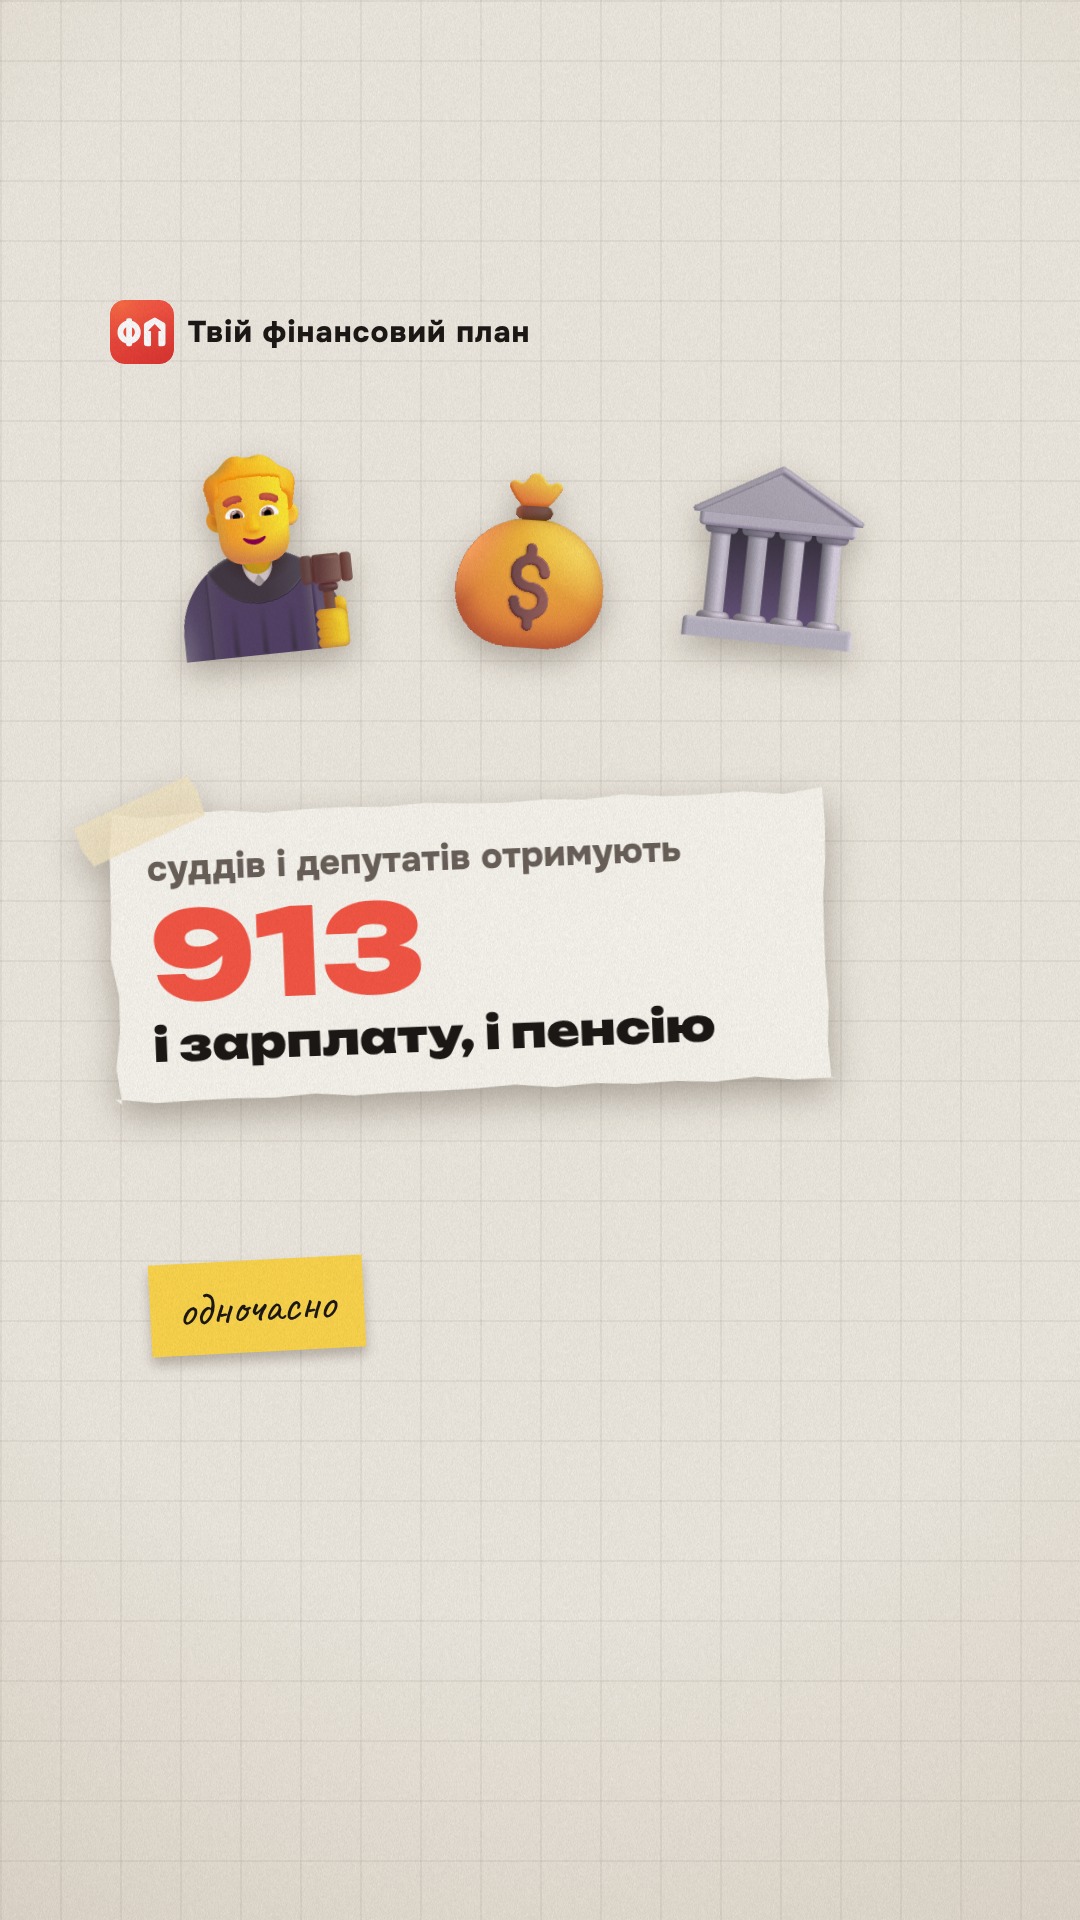 ФП Твій фінансовий план
$
суддів і депутатів отримують
913
і зарплату, і пенсію
одночасно